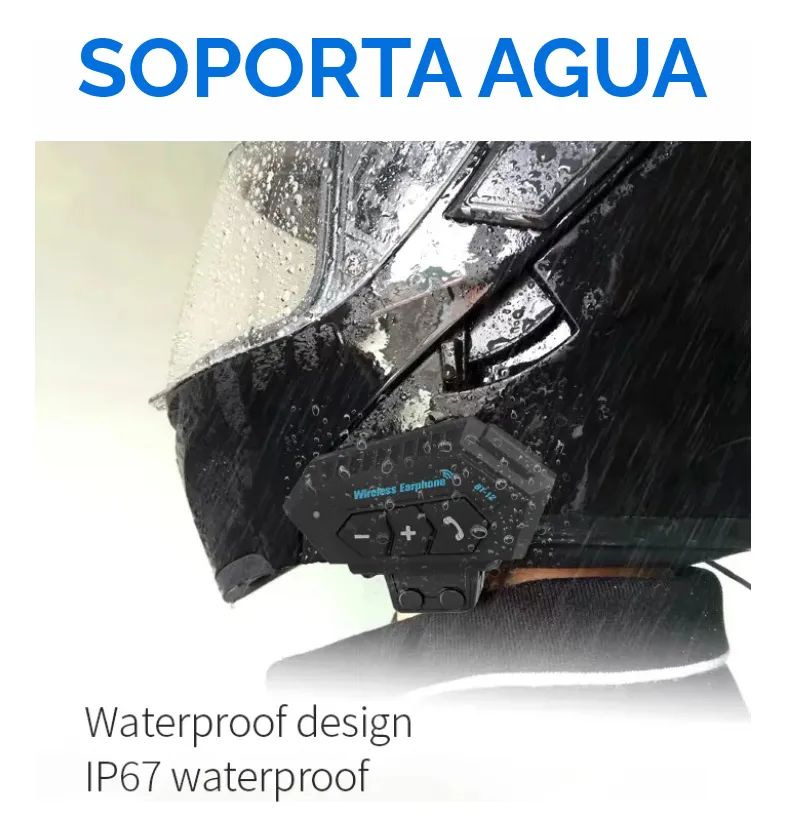 SOPORTA AGUA
Wireless Earphone
BT-12
− +
Waterproof design
IP67 waterproof